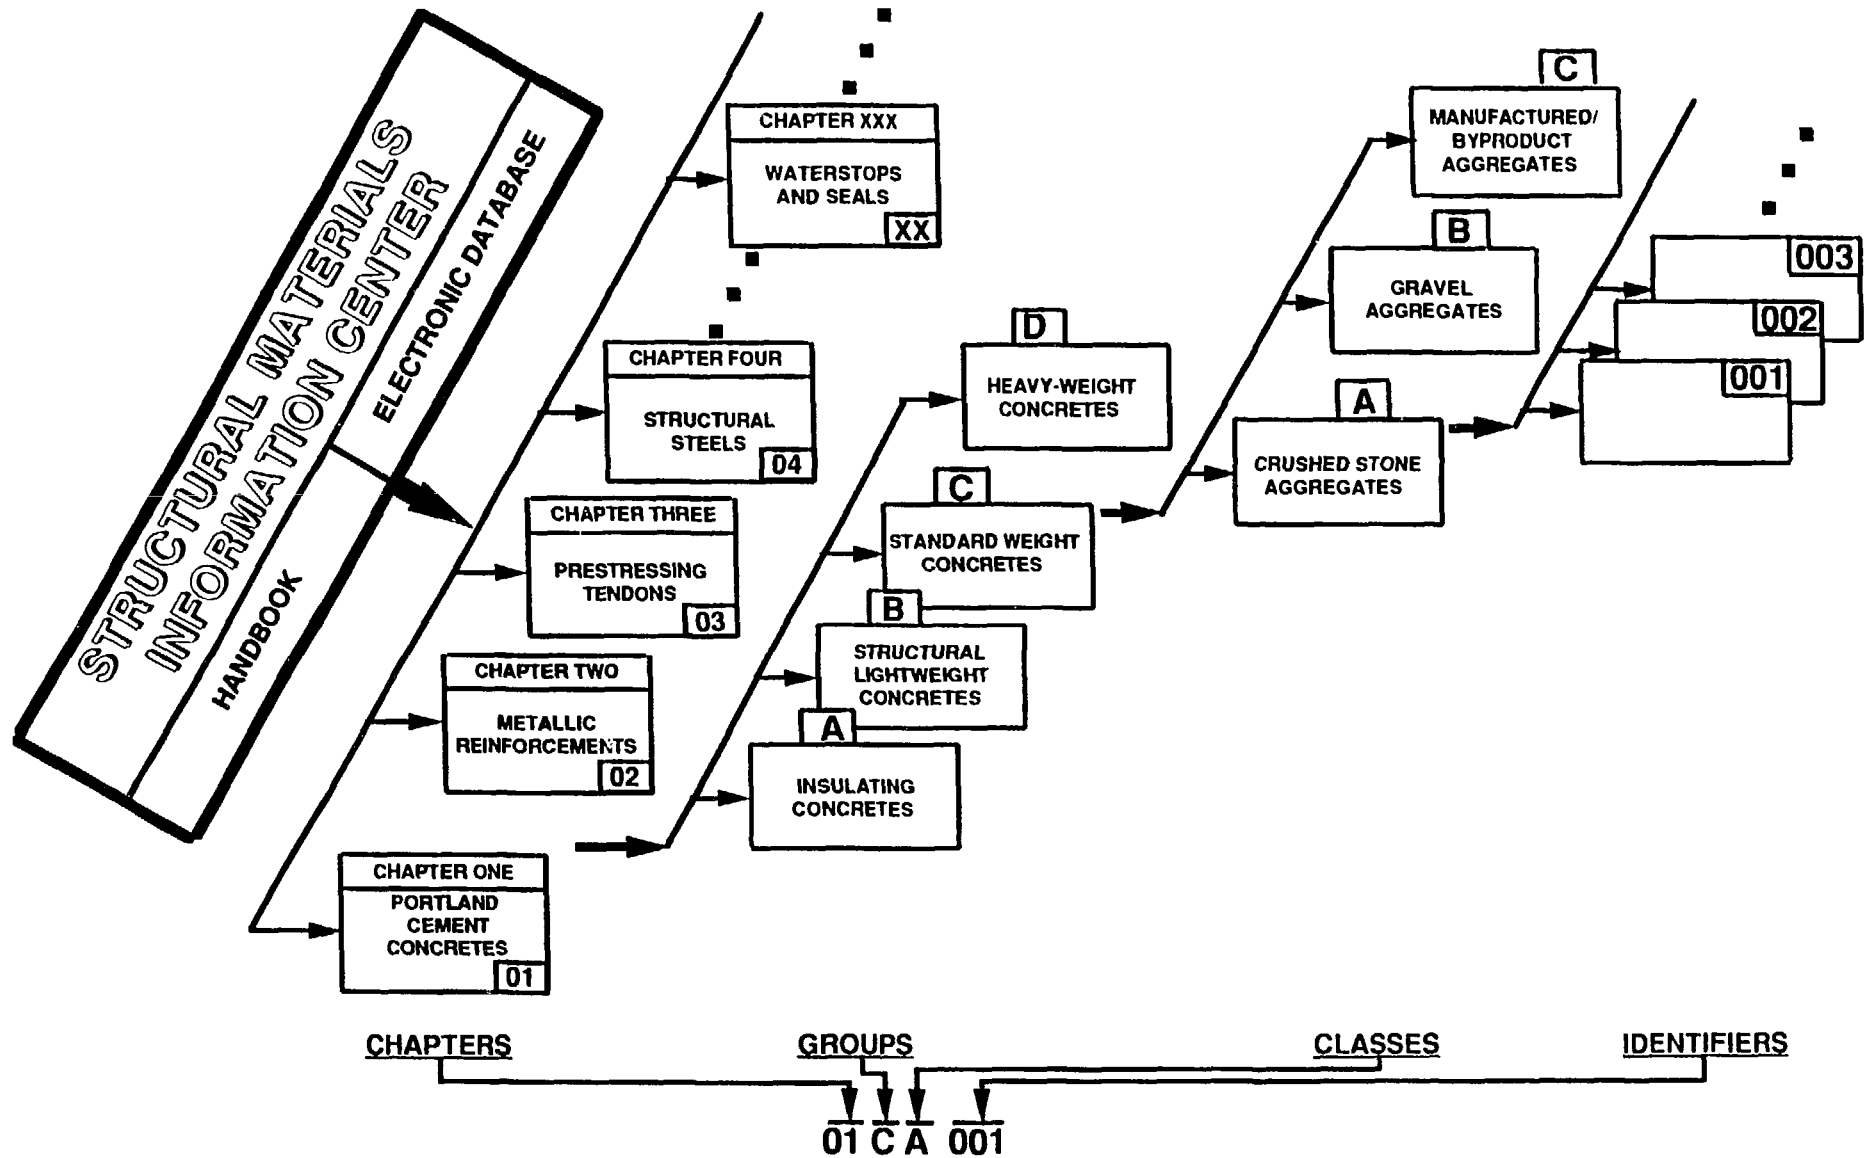 STRUCTURAL MATERIALS
INFORMATION CENTER
HANDBOOK
ELECTRONIC DATABASE
CHAPTER XXX
WATERSTOPS
AND SEALS
XX
CHAPTER FOUR
STRUCTURAL
STEELS
04
CHAPTER THREE
PRESTRESSING
TENDONS
03
CHAPTER TWO
METALLIC
REINFORCEMENTS
02
CHAPTER ONE
PORTLAND
CEMENT
CONCRETES
01
D
HEAVY-WEIGHT
CONCRETES
C
STANDARD WEIGHT
CONCRETES
B
STRUCTURAL
LIGHTWEIGHT
CONCRETES
A
INSULATING
CONCRETES
C
MANUFACTURED/
BYPRODUCT
AGGREGATES
B
GRAVEL
AGGREGATES
A
CRUSHED STONE
AGGREGATES
003
002
001
CHAPTERS GROUPS CLASSES IDENTIFIERS
01 C A 001